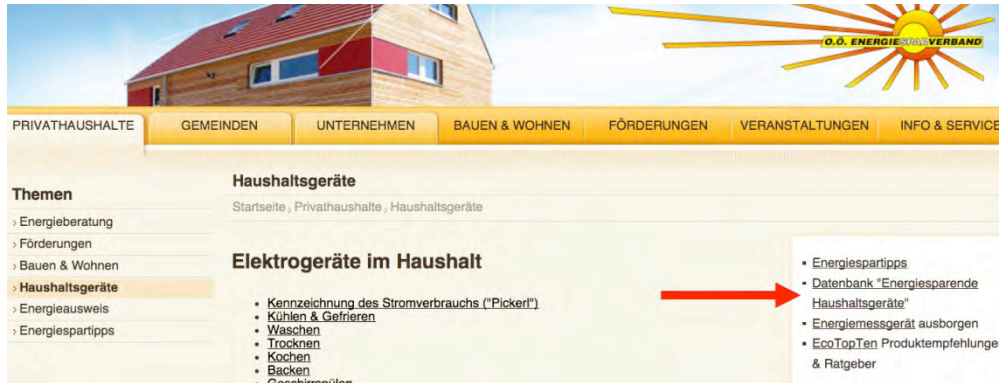 O.Ö. ENERGIESPARVERBAND
PRIVATHAUSHALTE GEMEINDEN UNTERNEHMEN BAUEN & WOHNEN FÖRDERUNGEN VERANSTALTUNGEN INFO & SERVICE
Themen
› Energieberatung
› Förderungen
› Bauen & Wohnen
› Haushaltsgeräte
› Energieausweis
› Energiespartipps
Haushaltsgeräte
Startseite › Privathaushalte › Haushaltsgeräte
Elektrogeräte im Haushalt
• Kennzeichnung des Stromverbrauchs ("Pickerl")
• Kühlen & Gefrieren
• Waschen
• Trocknen
• Kochen
• Backen
• Geschirrspülen
▪ Energiespartipps
▪ Datenbank "Energiesparende
Haushaltsgeräte"
▪ Energiemessgerät ausborgen
▪ EcoTopTen Produktempfehlunge
& Ratgeber